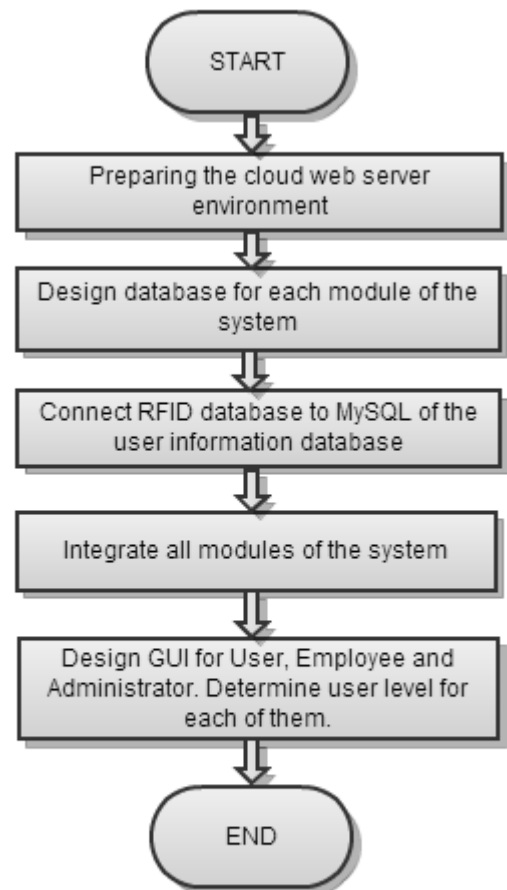 START
Preparing the cloud web server
environment
Design database for each module of the
system
Connect RFID database to MySQL of the
user information database
Integrate all modules of the system
Design GUI for User, Employee and
Administrator. Determine user level for
each of them.
END